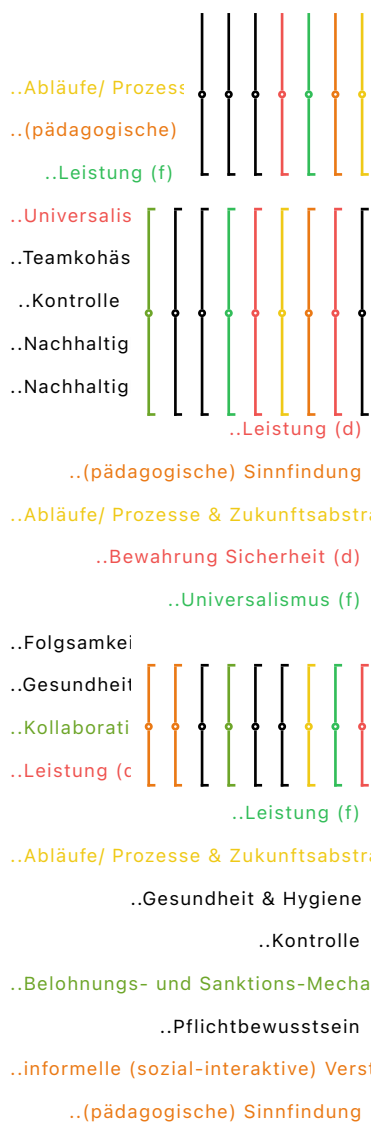 ..Abläufe/ Prozess
..(pädagogische)
..Leistung (f)
..Universalis
..Teamkohäs
..Kontrolle
..Nachhaltig
..Nachhaltig
..Leistung (d)
..(pädagogische) Sinnfindung
..Abläufe/ Prozesse & Zukunftsabstra
..Bewahrung Sicherheit (d)
..Universalismus (f)
..Folgsamkei
..Gesundheit
..Kollaborati
..Leistung (d
..Leistung (f)
..Abläufe/ Prozesse & Zukunftsabstra
..Gesundheit & Hygiene
..Kontrolle
..Belohnungs- und Sanktions-Mecha
..Pflichtbewusstsein
..informelle (sozial-interaktive) Verst
..(pädagogische) Sinnfindung